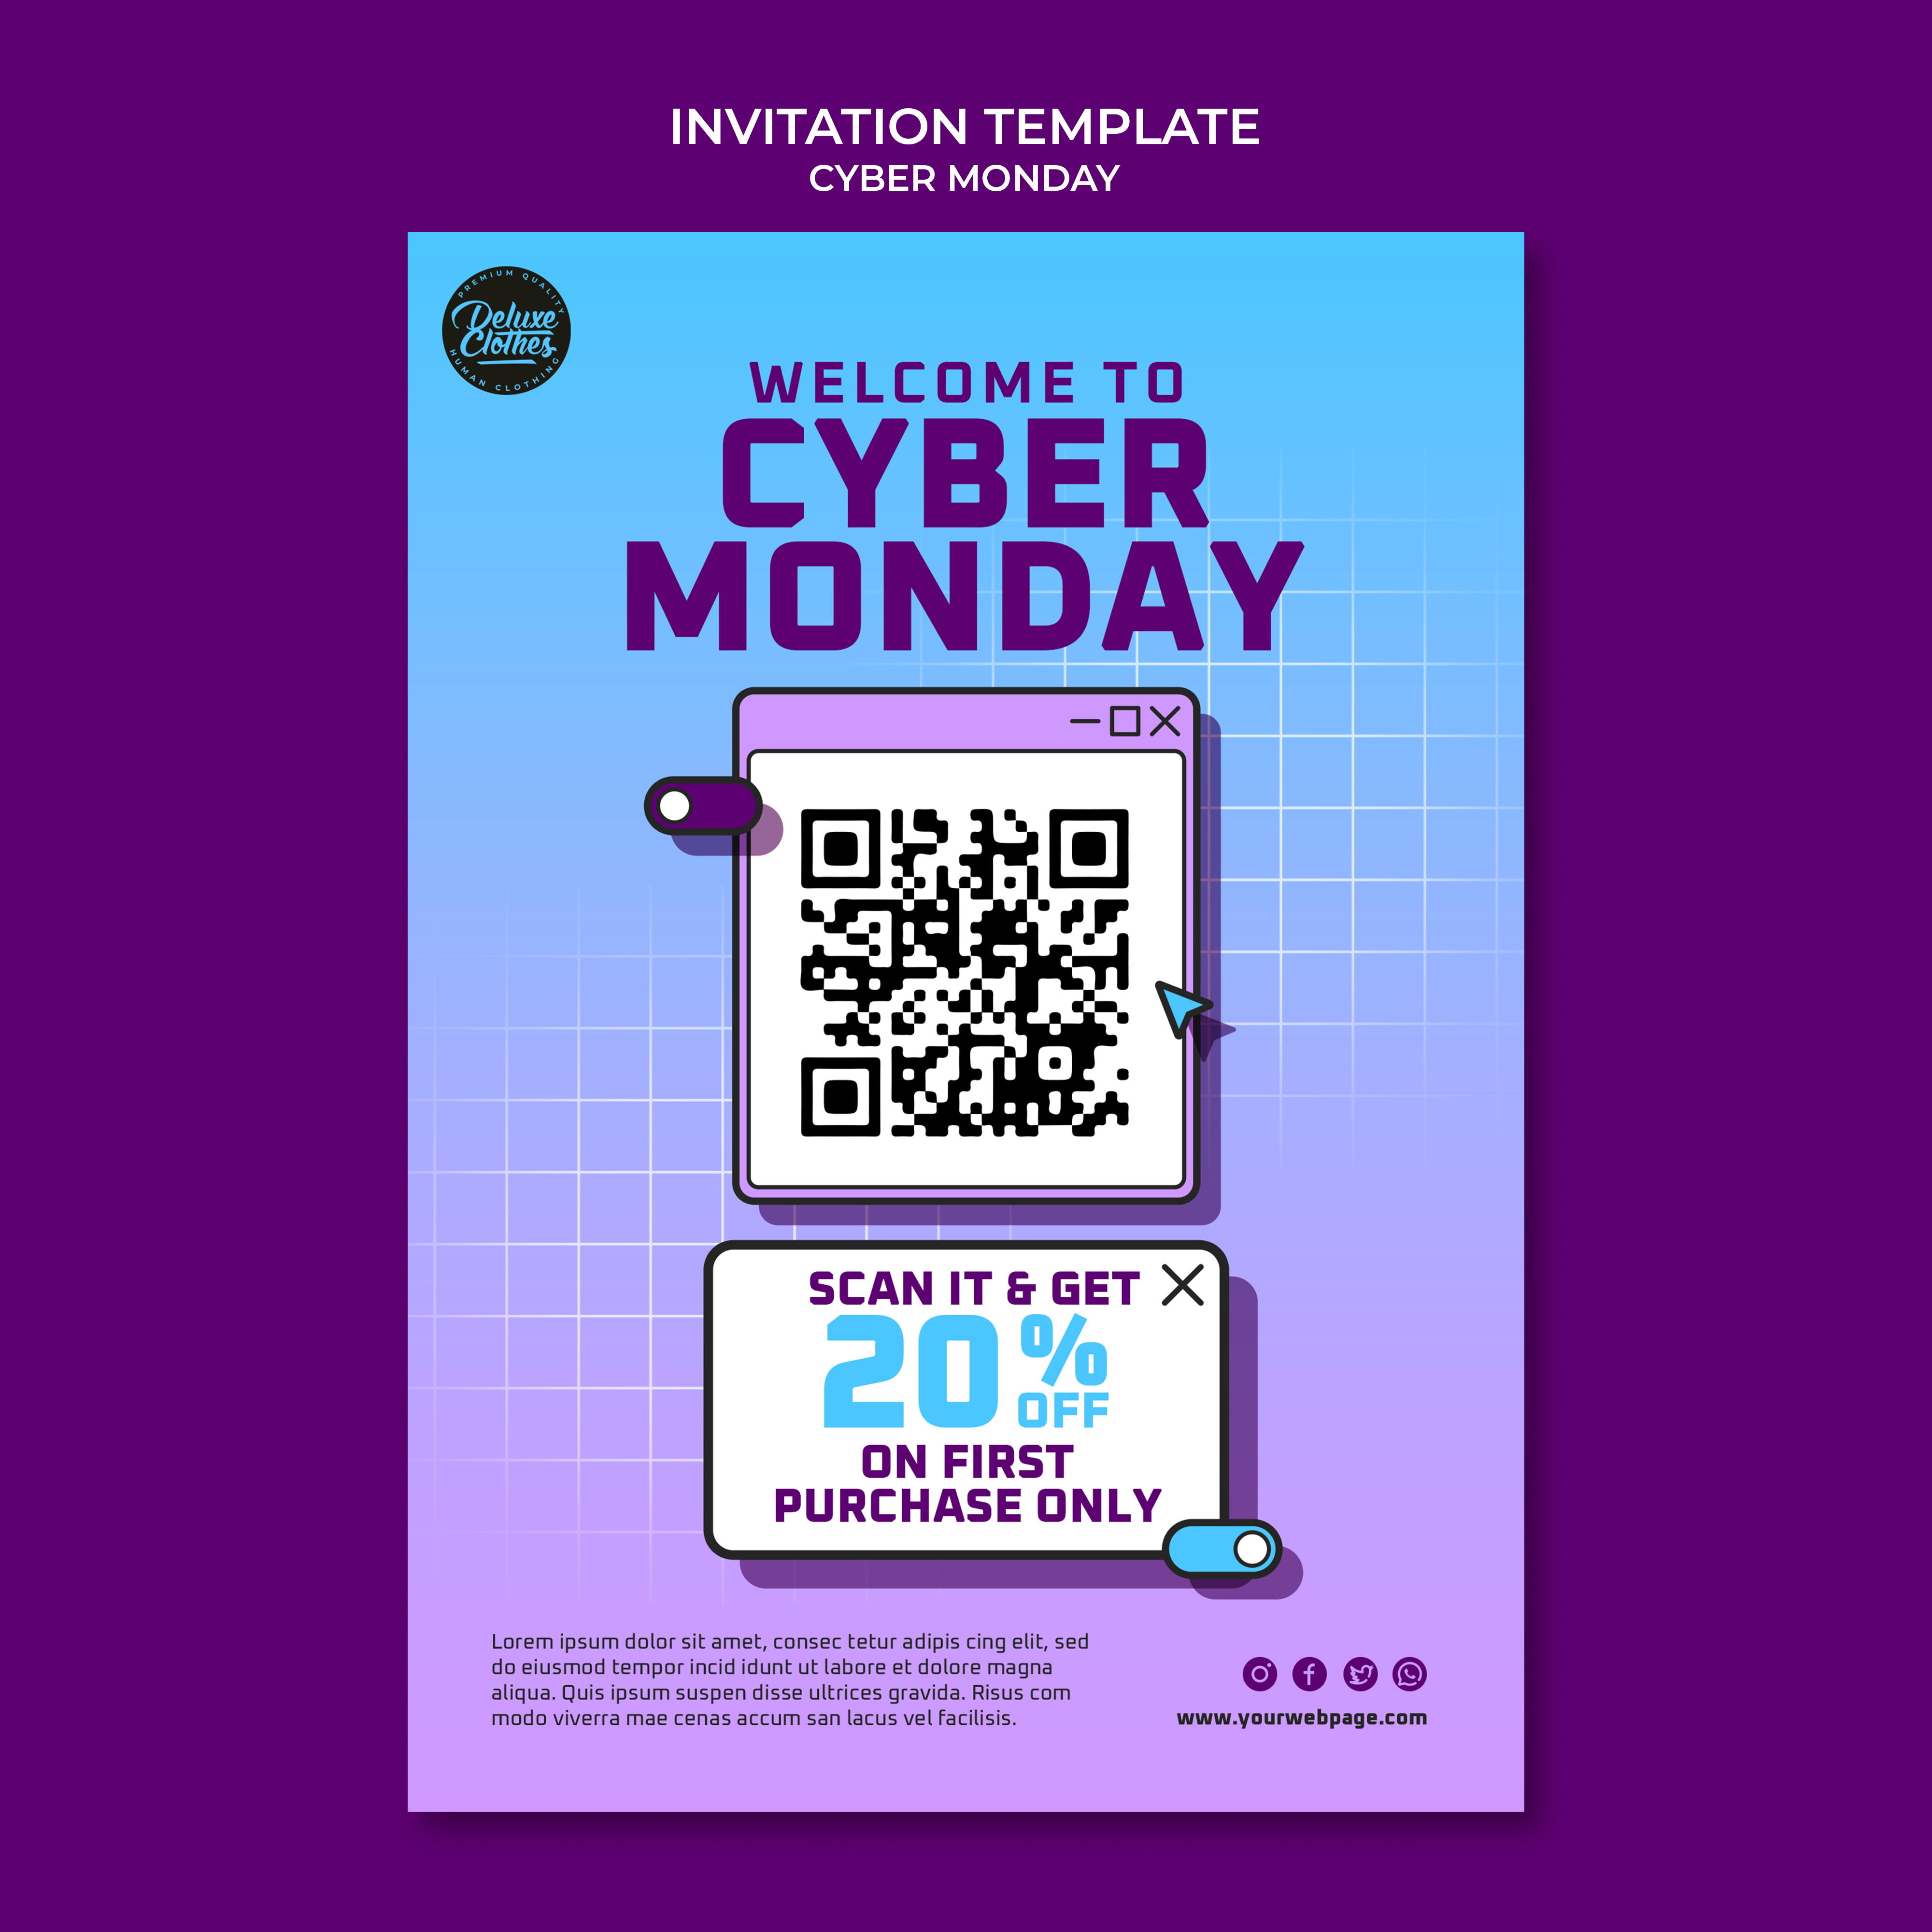 INVITATION TEMPLATE
CYBER MONDAY
PREMIUM QUALITY
Deluxe
Clothes
HUMAN CLOTHING
WELCOME TO
CYBER
MONDAY
SCAN IT & GET
20%
OFF
ON FIRST
PURCHASE ONLY
Lorem ipsum dolor sit amet, consec tetur adipis cing elit, sed
do eiusmod tempor incid idunt ut labore et dolore magna
aliqua. Quis ipsum suspen disse ultrices gravida. Risus com
modo viverra mae cenas accum san lacus vel facilisis.
www.yourwebpage.com